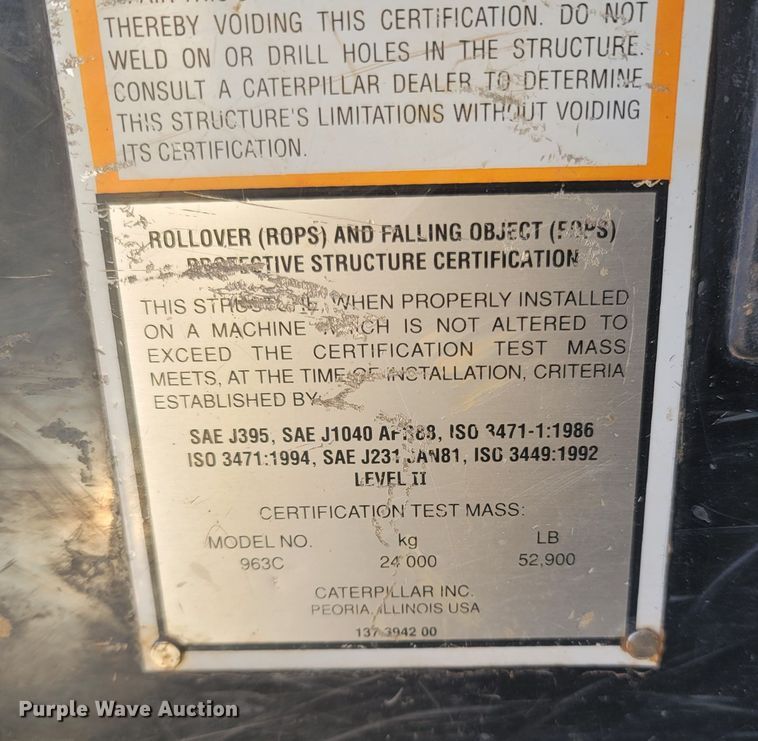 THEREBY VOIDING THIS CERTIFICATION. DO NOT
WELD ON OR DRILL HOLES IN THE STRUCTURE.
CONSULT A CATERPILLAR DEALER TO DETERMINE
THIS STRUCTURE'S LIMITATIONS WITHOUT VOIDING
ITS CERTIFICATION.
ROLLOVER (ROPS) AND FALLING OBJECT (FOPS)
PROTECTIVE STRUCTURE CERTIFICATION
THIS STRUCTURE, WHEN PROPERLY INSTALLED
ON A MACHINE WHICH IS NOT ALTERED TO
EXCEED THE CERTIFICATION TEST MASS
MEETS, AT THE TIME OF INSTALLATION, CRITERIA
ESTABLISHED BY
SAE J395, SAE J1040 APR88, ISO 3471-1:1986
ISO 3471:1994, SAE J231 JAN81, ISO 3449:1992
LEVEL II
CERTIFICATION TEST MASS:
MODEL NO. kg LB
963C 24 000 52,900
CATERPILLAR INC.
PEORIA, ILLINOIS USA
137-3942 00
Purple Wave Auction